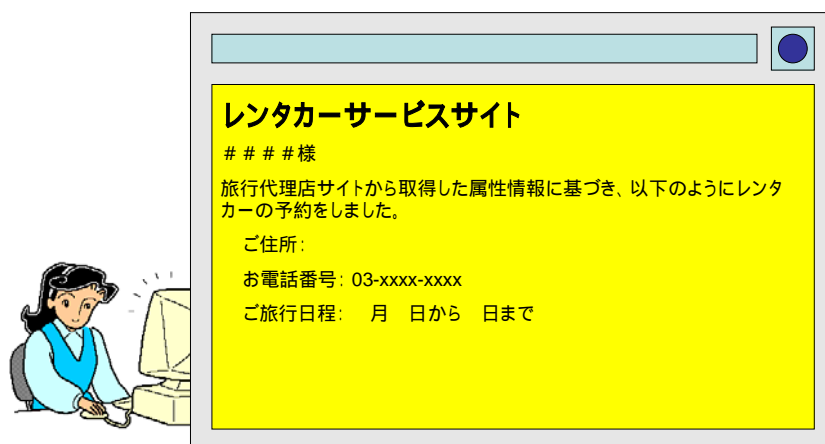 レンタカーサービスサイト
####様
旅行代理店サイトから取得した属性情報に基づき、以下のようにレンタ
カーの予約をしました。
ご住所:
お電話番号: 03-xxxx-xxxx
ご旅行日程: 月 日から 日まで